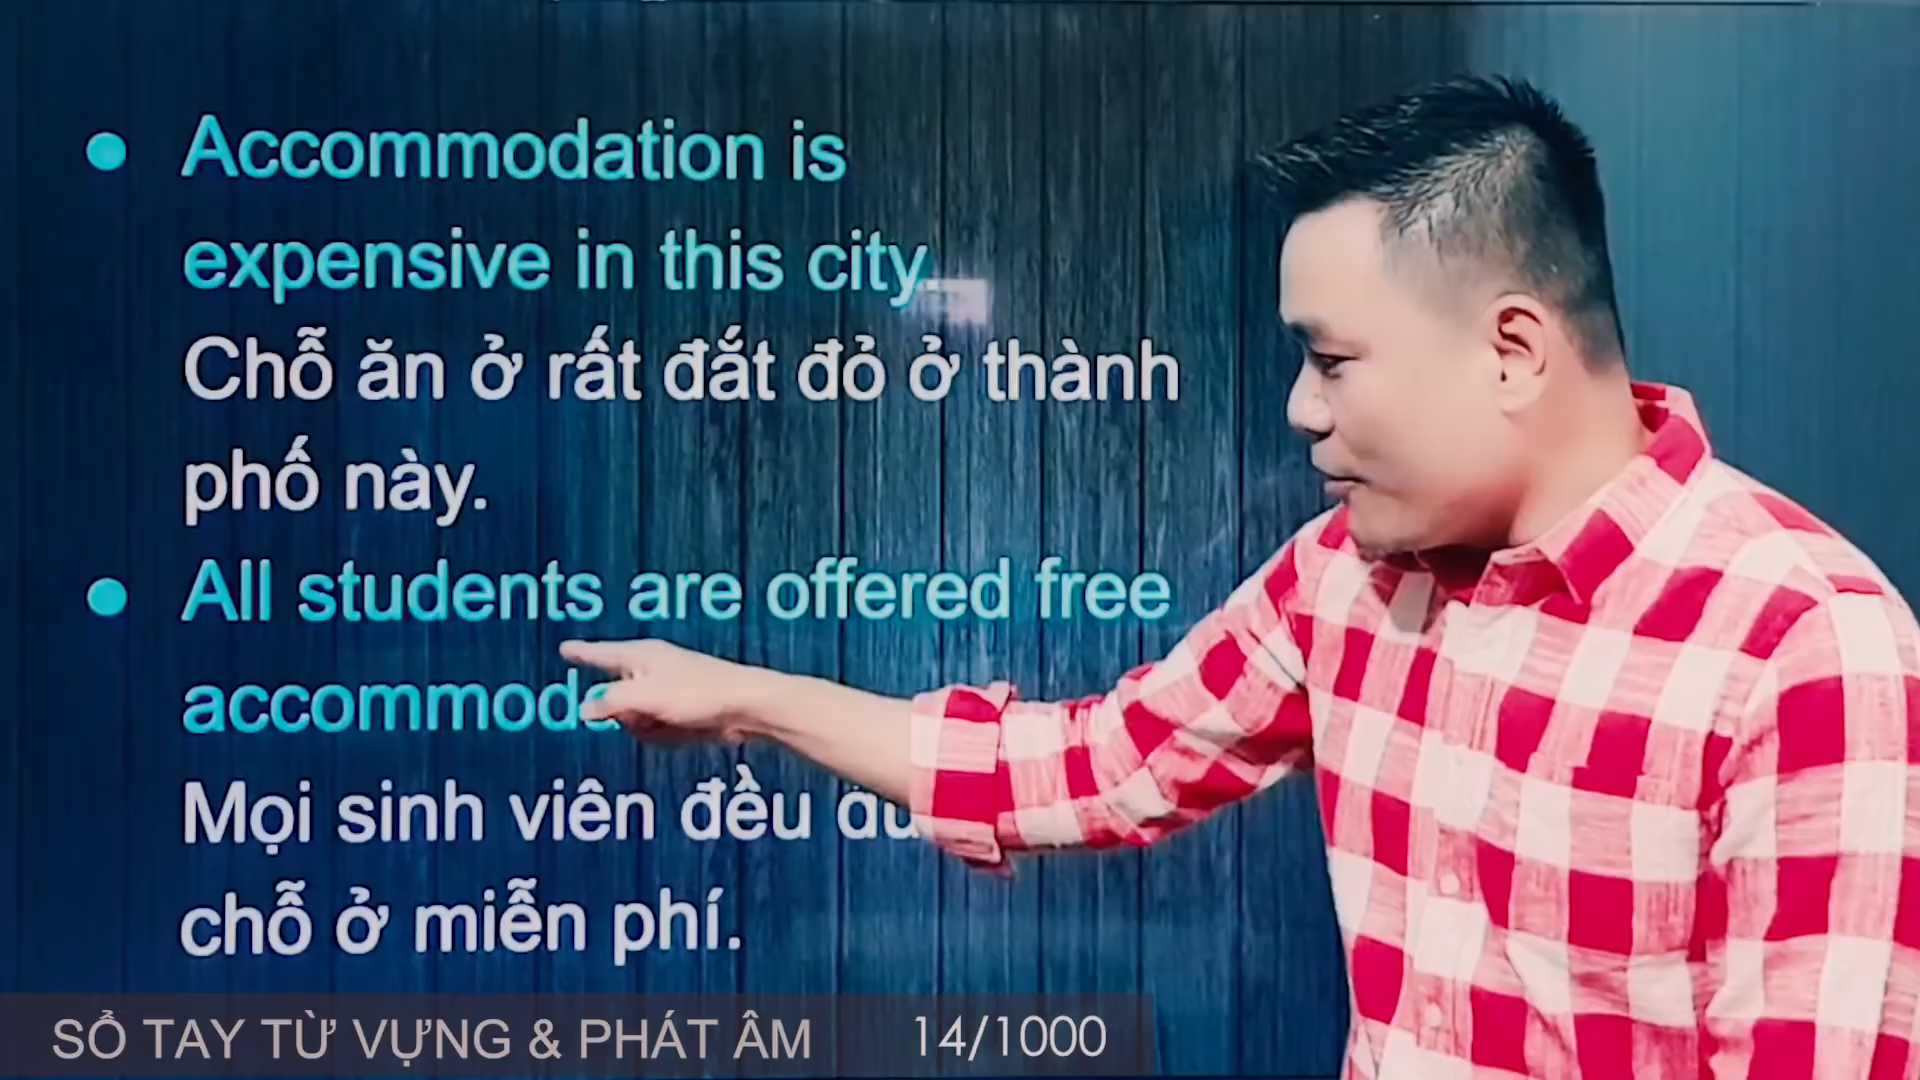 Accommodation is
expensive in this city.
Chỗ ăn ở rất đắt đỏ ở thành
phố này.
All students are offered free
Mọi sinh viên đều
chỗ ở miễn phí.
SỔ TAY TỪ VỰNG & PHÁT ÂM 14/1000